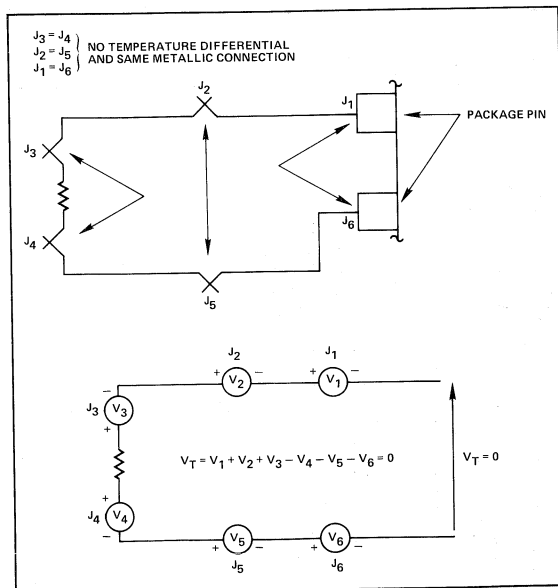 J3 = J4
J2 = J5
J1 = J6
NO TEMPERATURE DIFFERENTIAL
AND SAME METALLIC CONNECTION
J2
J1
PACKAGE PIN
J3
J4
J6
J5
J2
J1
+ V2 −
+ V1 −
−
J3 V3
+
VT = V1 + V2 + V3 − V4 − V5 − V6 = 0
VT = 0
+
J4 V4
−
+ V5 −
+ V6 −
J5
J6